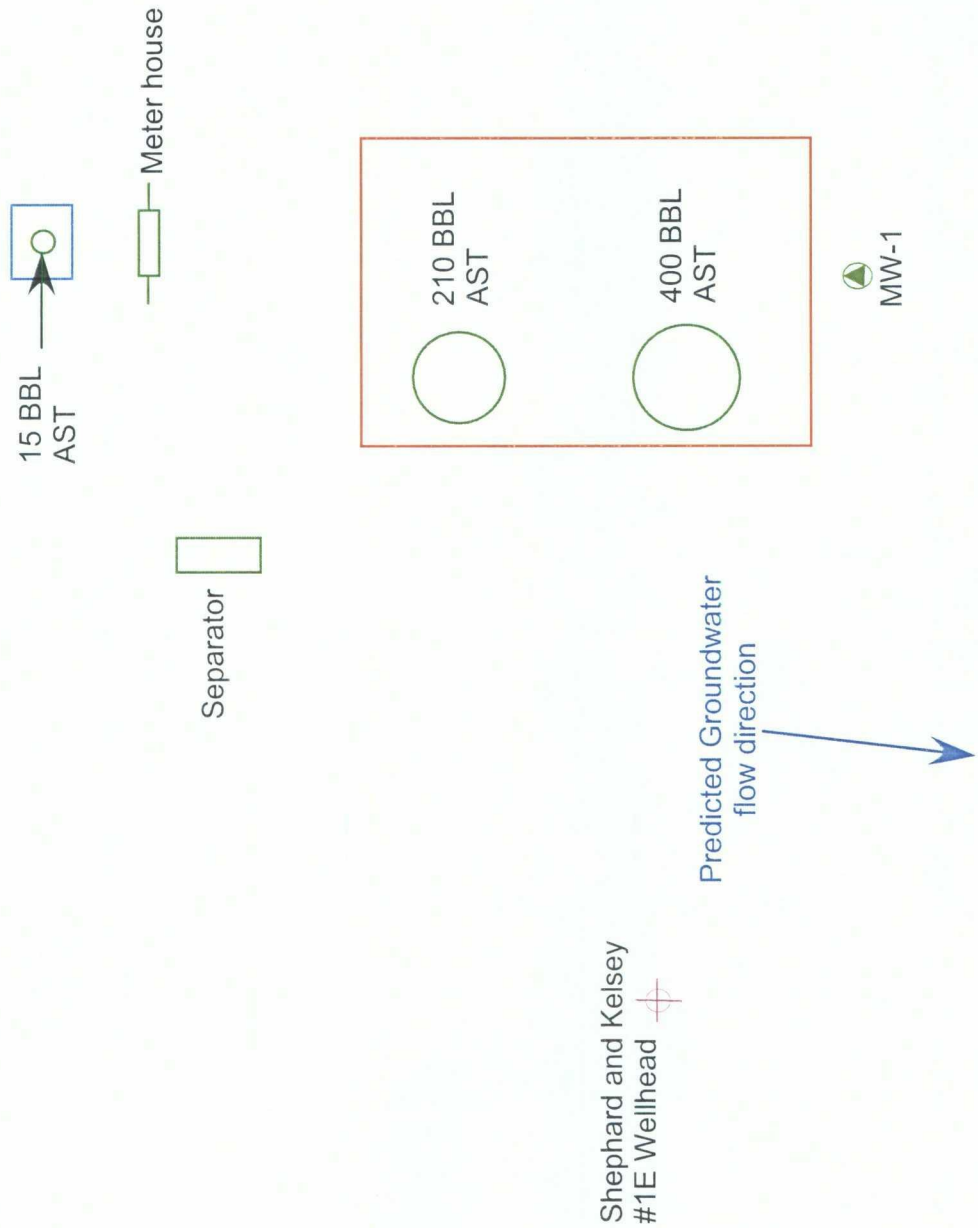 15 BBL
AST
Meter house
Separator
210 BBL
AST
400 BBL
AST
MW-1
Predicted Groundwater
flow direction
Shephard and Kelsey
#1E Wellhead